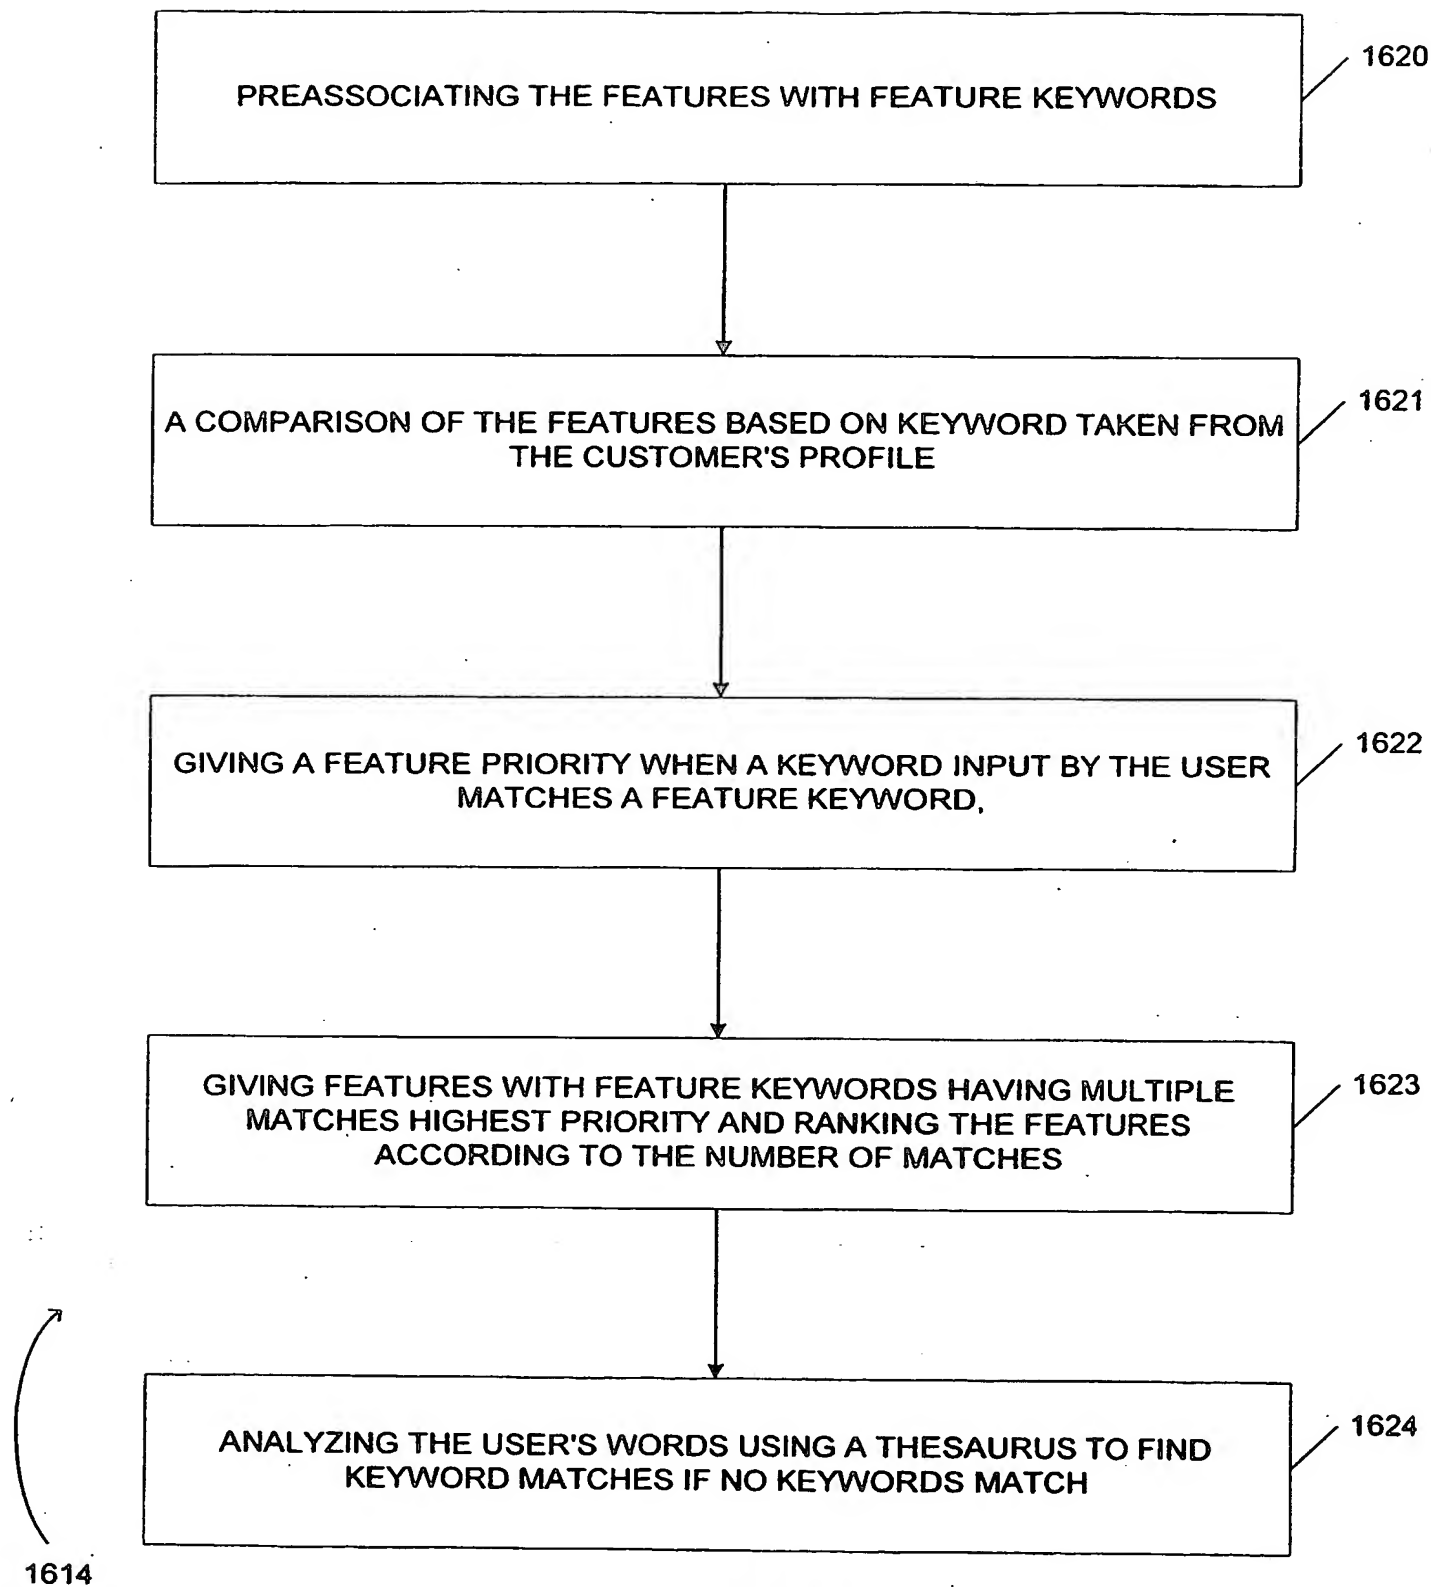 PREASSOCIATING THE FEATURES WITH FEATURE KEYWORDS
1620
A COMPARISON OF THE FEATURES BASED ON KEYWORD TAKEN FROM
THE CUSTOMER'S PROFILE
1621
GIVING A FEATURE PRIORITY WHEN A KEYWORD INPUT BY THE USER
MATCHES A FEATURE KEYWORD.
1622
GIVING FEATURES WITH FEATURE KEYWORDS HAVING MULTIPLE
MATCHES HIGHEST PRIORITY AND RANKING THE FEATURES
ACCORDING TO THE NUMBER OF MATCHES
1623
ANALYZING THE USER'S WORDS USING A THESAURUS TO FIND
KEYWORD MATCHES IF NO KEYWORDS MATCH
1624
1614